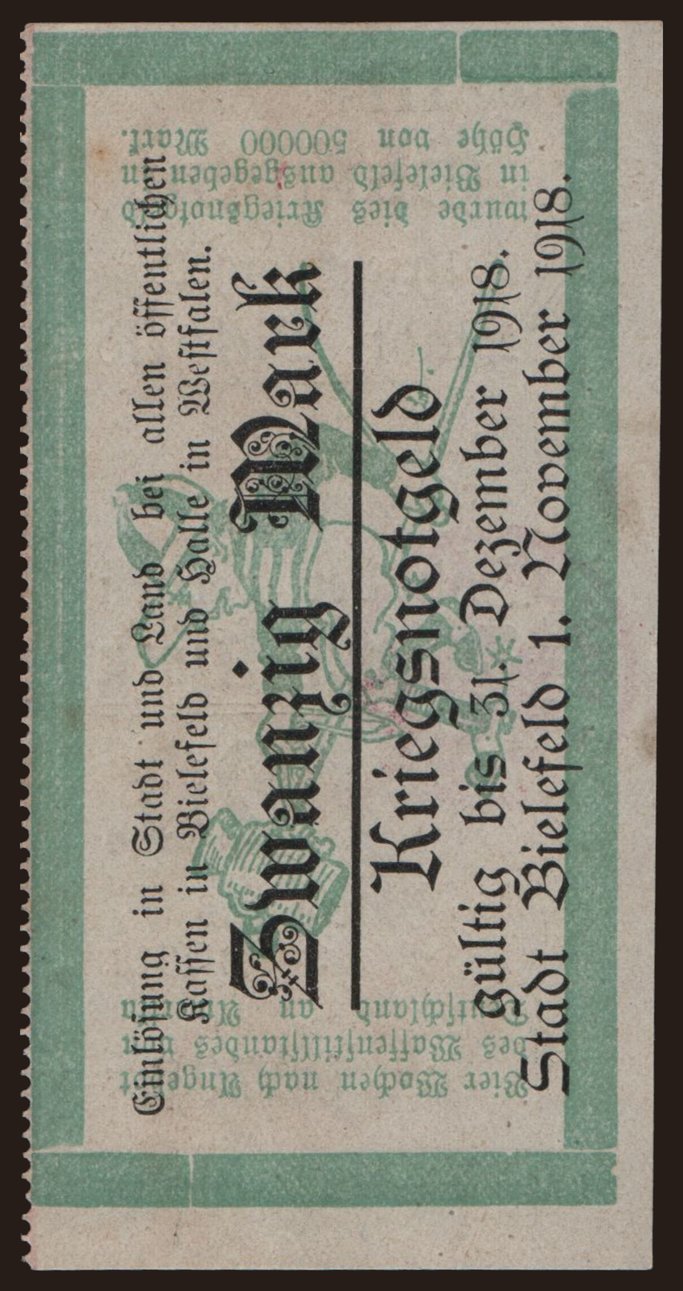 Einlösung in Stadt und Land bei allen öffentlichen
Kassen in Bielefeld und Halle in Westfalen.
Zwanzig Mark
Kriegsnotgeld
gültig bis 31. Dezember 1918.
Stadt Bielefeld 1. November 1918.
Vier Wochen nach Angebot
des Waffenstillstandes
Deutschland an
wurde dies Kriegsnotgeld
in Bielefeld ausgegeben in
Höhe von 500000 Mark.